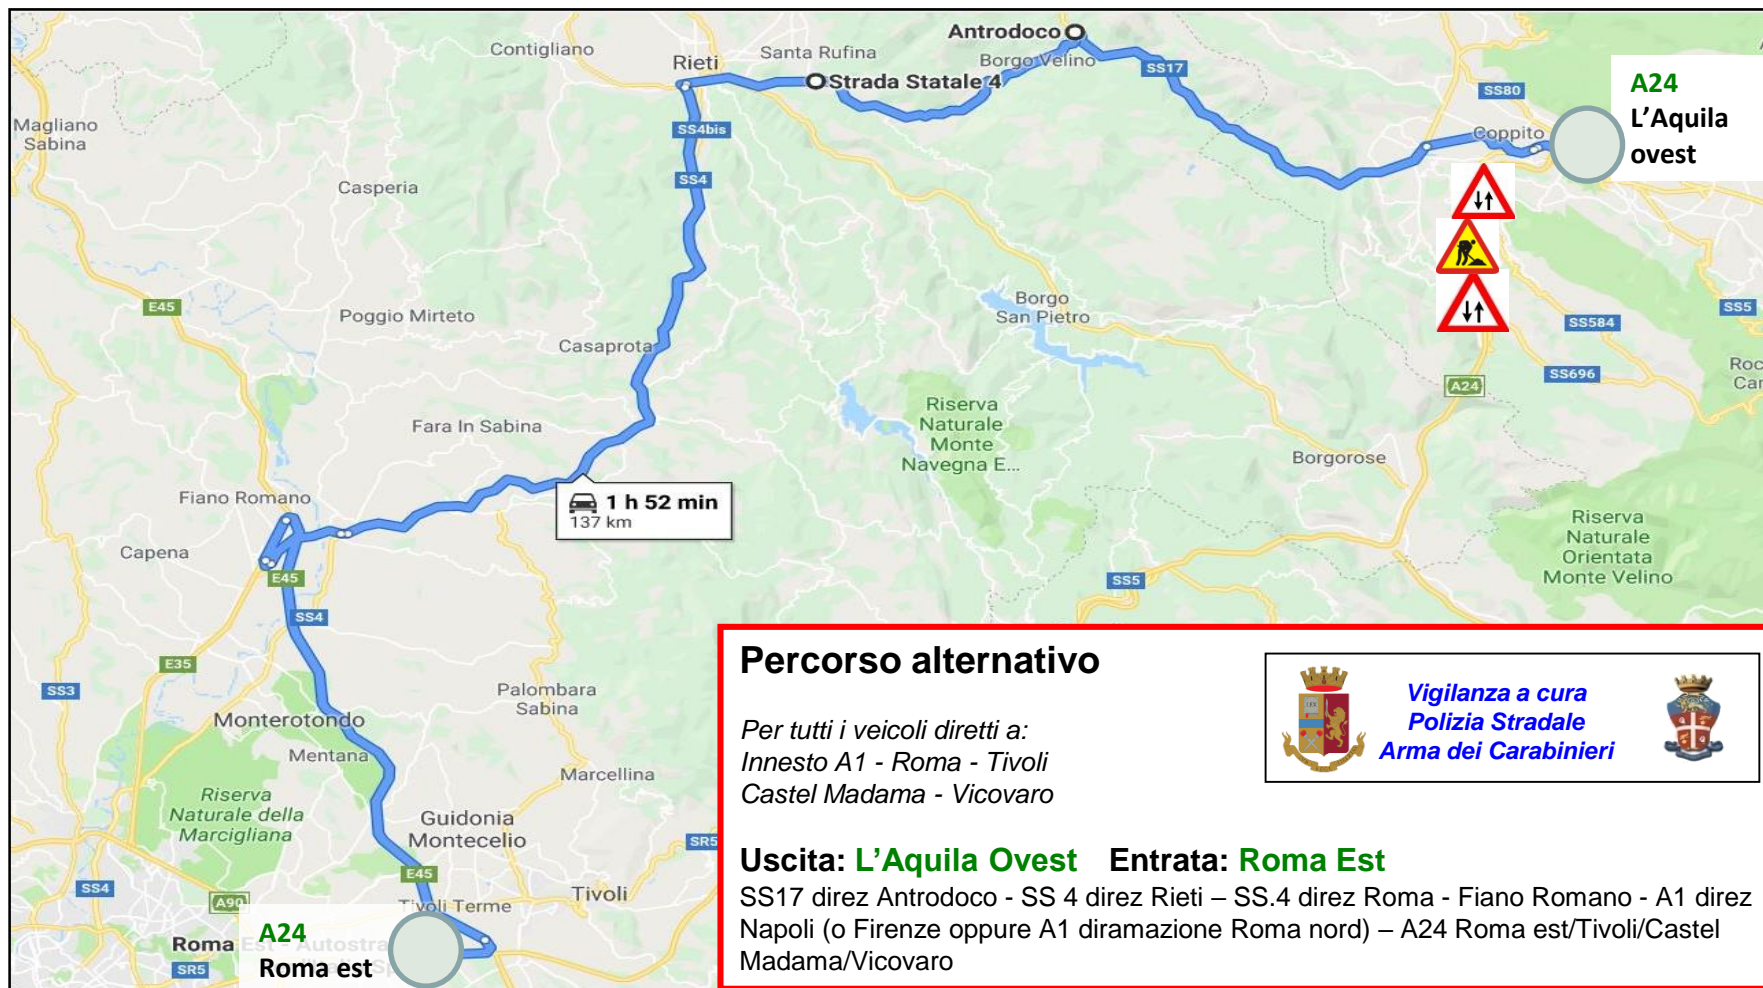 Antrodoco
Contigliano
Santa Rufina
Borgo Velino
Rieti
SS17
Strada Statale 4
SS80
A24
L'Aquila
ovest
Magliano
Sabina
SS4bis
Coppito
SS4
Casperia
E45
Poggio Mirteto
Borgo
San Pietro
SS5
SS584
Casaprota
SS696
A24
Roc
Car
Riserva
Naturale
Monte
Navegna E...
Fara In Sabina
Borgorose
Fiano Romano
1 h 52 min
137 km
Riserva
Naturale
Orientata
Monte Velino
Capena
E45
SS5
SS4
E35
SS3
Palombara
Sabina
Monterotondo
Mentana
Marcellina
Riserva
Naturale della
Marcigliana
Guidonia
Montecelio
SR5
E45
SS4
A90
Tivoli Terme
Tivoli
Roma Est - Autostra
A24
Roma est
SR5
Percorso alternativo
Per tutti i veicoli diretti a:
Innesto A1 - Roma - Tivoli
Castel Madama - Vicovaro
Vigilanza a cura
Polizia Stradale
Arma dei Carabinieri
Uscita: L'Aquila Ovest Entrata: Roma Est
SS17 direz Antrodoco - SS 4 direz Rieti – SS.4 direz Roma - Fiano Romano - A1 direz
Napoli (o Firenze oppure A1 diramazione Roma nord) – A24 Roma est/Tivoli/Castel
Madama/Vicovaro